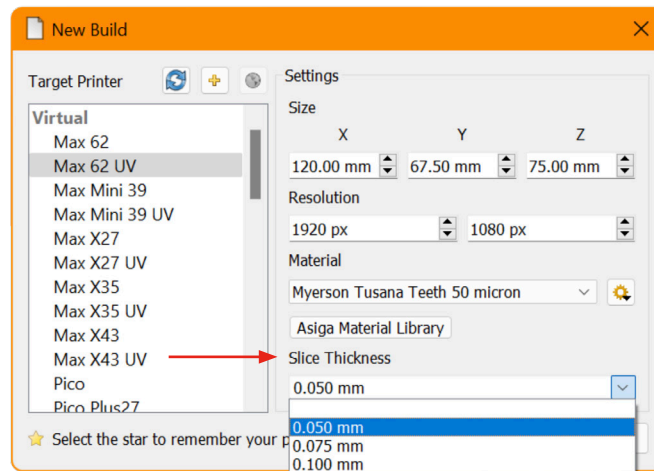 New Build
Target Printer
Virtual
Max 62
Max 62 UV
Max Mini 39
Max Mini 39 UV
Max X27
Max X27 UV
Max X35
Max X35 UV
Max X43
Max X43 UV
Pico
Pico Plus27
Settings
Size
X Y Z
120.00 mm 67.50 mm 75.00 mm
Resolution
1920 px 1080 px
Material
Myerson Tusana Teeth 50 micron
Asiga Material Library
Slice Thickness
0.050 mm
0.050 mm
0.075 mm
0.100 mm
Select the star to remember your